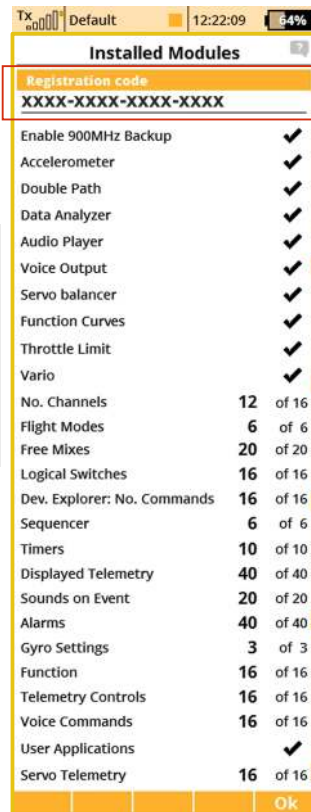 Tx Default 12:22:09 64%
Installed Modules
Registration code
XXXX-XXXX-XXXX-XXXX
Enable 900MHz Backup ✔
Accelerometer ✔
Double Path ✔
Data Analyzer ✔
Audio Player ✔
Voice Output ✔
Servo balancer ✔
Function Curves ✔
Throttle Limit ✔
Vario ✔
No. Channels 12 of 16
Flight Modes 6 of 6
Free Mixes 20 of 20
Logical Switches 16 of 16
Dev. Explorer: No. Commands 16 of 16
Sequencer 6 of 6
Timers 10 of 10
Displayed Telemetry 40 of 40
Sounds on Event 20 of 20
Alarms 40 of 40
Gyro Settings 3 of 3
Function 16 of 16
Telemetry Controls 16 of 16
Voice Commands 16 of 16
User Applications ✔
Servo Telemetry 16 of 16
Ok